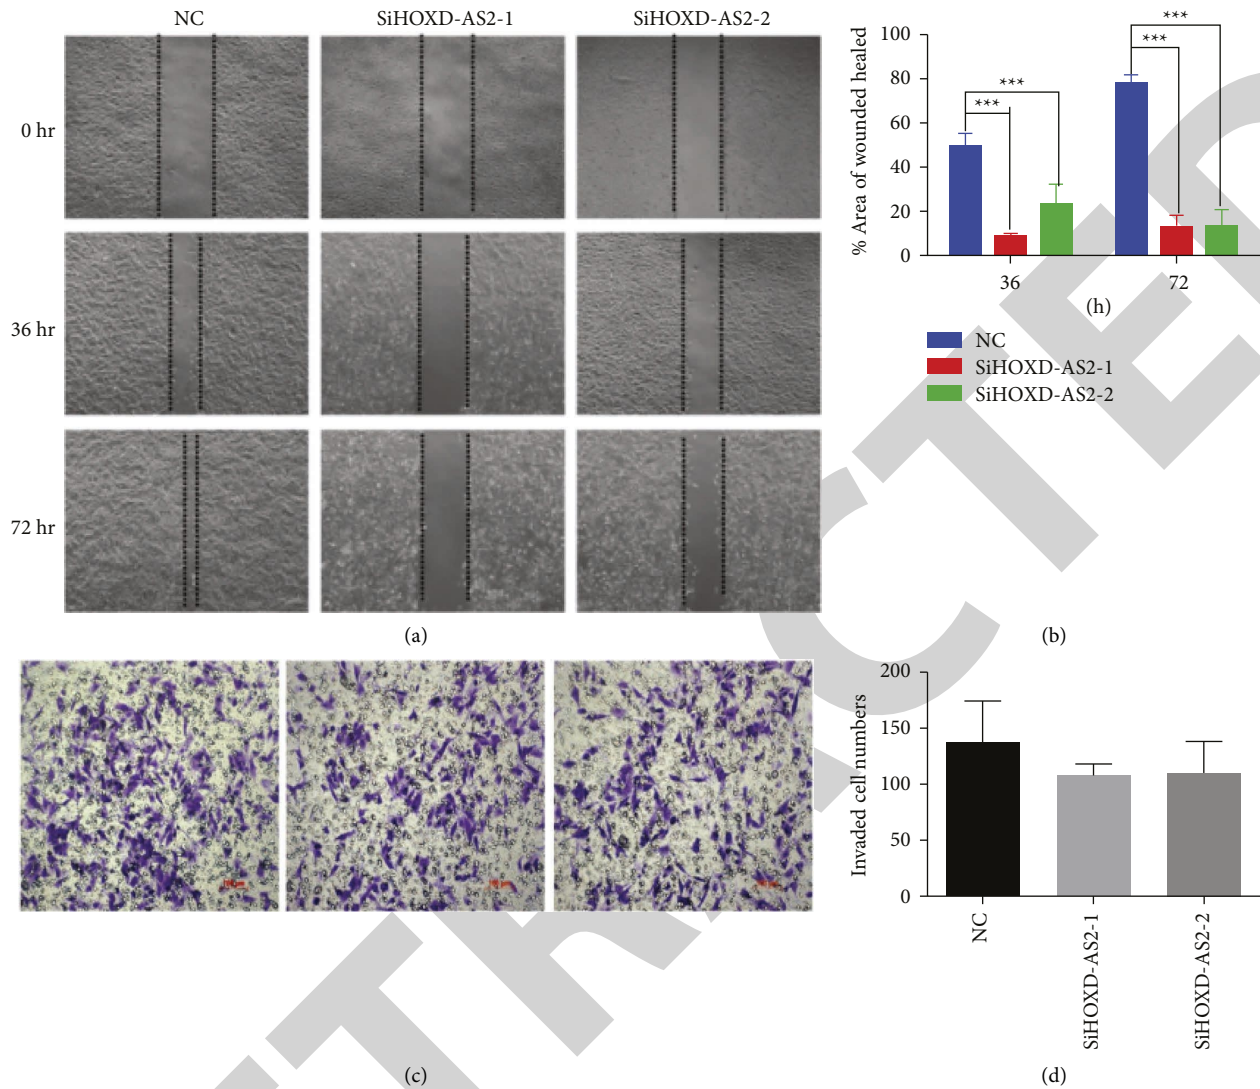 NC
SiHOXD-AS2-1
SiHOXD-AS2-2
0 hr
36 hr
72 hr
(a)
% Area of wounded healed
100
80
60
40
20
0
***
***
***
***
36
72
(h)
NC
SiHOXD-AS2-1
SiHOXD-AS2-2
(b)
(c)
Invaded cell numbers
200
150
100
50
0
NC
SiHOXD-AS2-1
SiHOXD-AS2-2
(d)